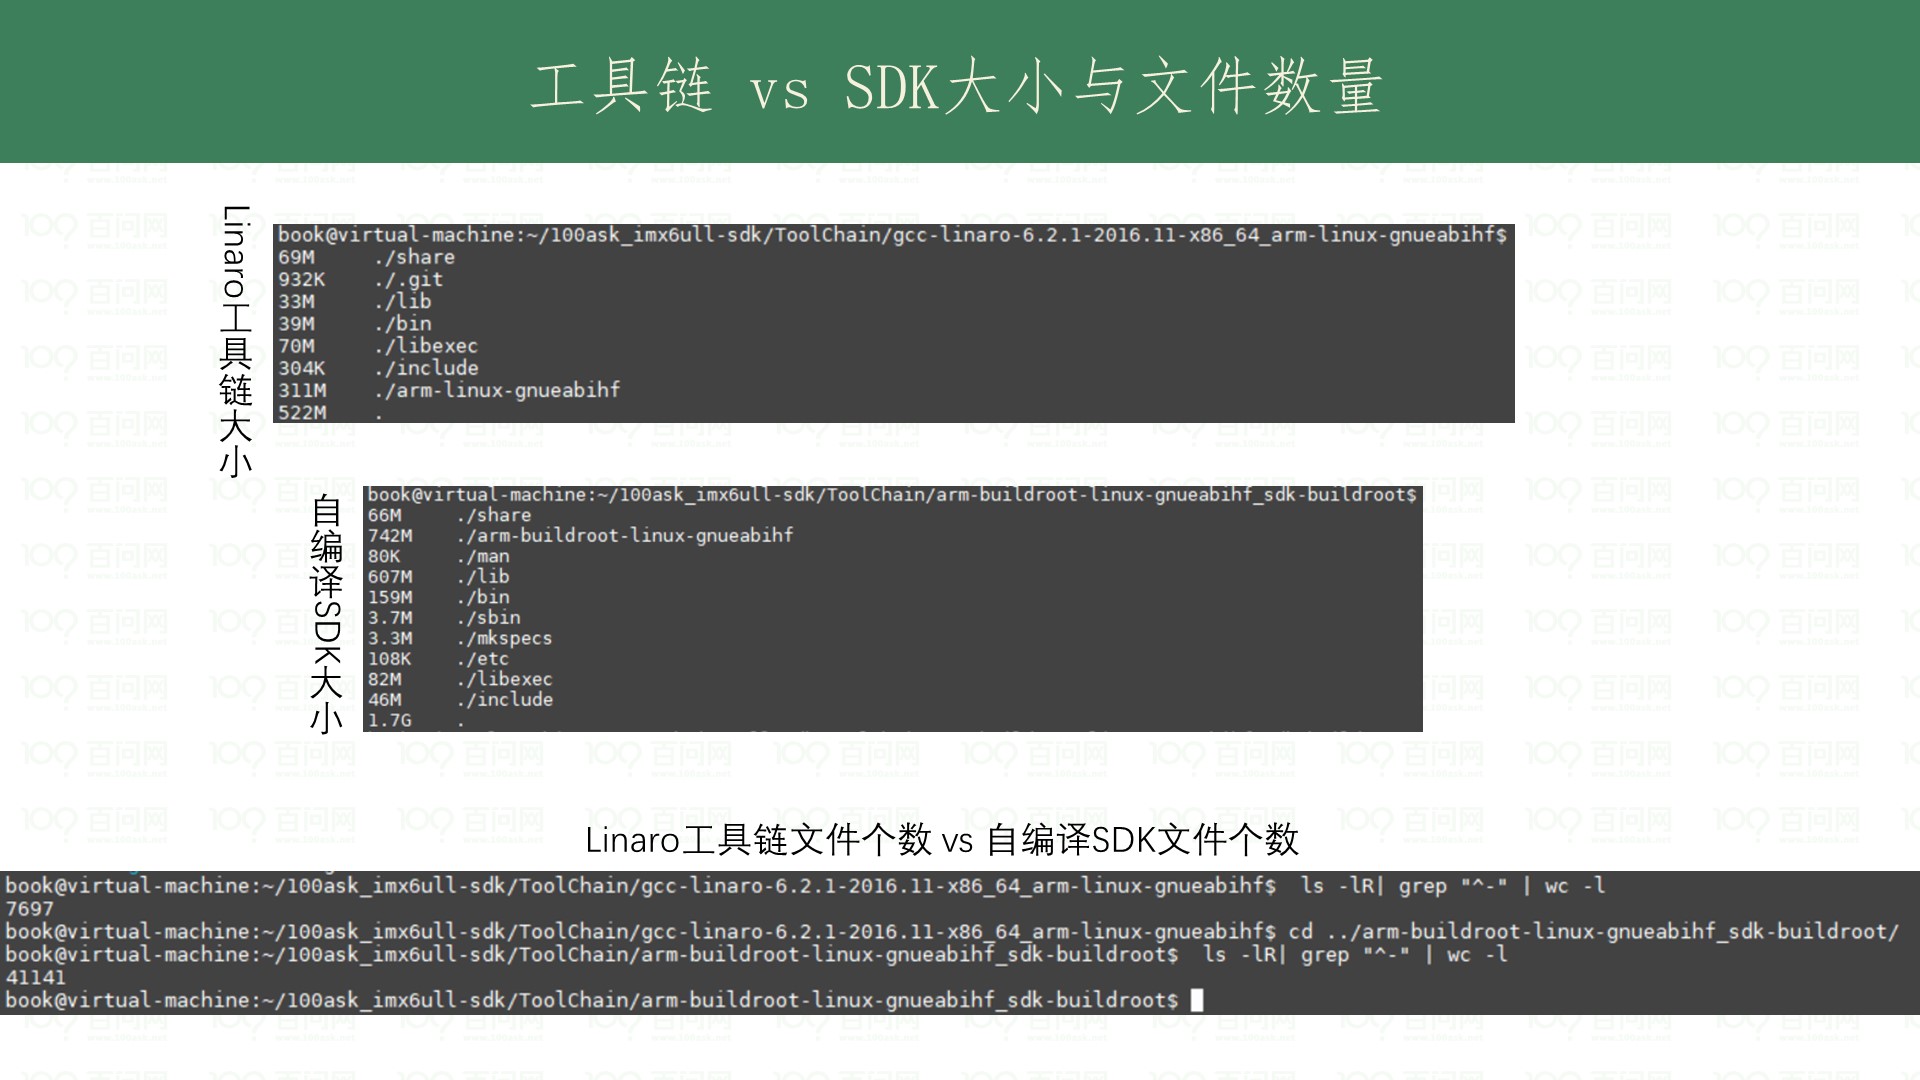 工具链 vs SDK大小与文件数量
Linaro工具链大小
book@virtual-machine:~/100ask_imx6ull-sdk/ToolChain/gcc-linaro-6.2.1-2016.11-x86_64_arm-linux-gnueabihf$
69M ./share
932K ./.git
33M ./lib
39M ./bin
70M ./libexec
304K ./include
311M ./arm-linux-gnueabihf
522M .
自编译SDK大小
book@virtual-machine:~/100ask_imx6ull-sdk/ToolChain/arm-buildroot-linux-gnueabihf_sdk-buildroot$
66M ./share
742M ./arm-buildroot-linux-gnueabihf
80K ./man
607M ./lib
159M ./bin
3.7M ./sbin
3.3M ./mkspecs
108K ./etc
82M ./libexec
46M ./include
1.7G .
Linaro工具链文件个数 vs 自编译SDK文件个数
book@virtual-machine:~/100ask_imx6ull-sdk/ToolChain/gcc-linaro-6.2.1-2016.11-x86_64_arm-linux-gnueabihf$  ls -lR| grep "^-" | wc -l
7697
book@virtual-machine:~/100ask_imx6ull-sdk/ToolChain/gcc-linaro-6.2.1-2016.11-x86_64_arm-linux-gnueabihf$ cd ../arm-buildroot-linux-gnueabihf_sdk-buildroot/
book@virtual-machine:~/100ask_imx6ull-sdk/ToolChain/arm-buildroot-linux-gnueabihf_sdk-buildroot$  ls -lR| grep "^-" | wc -l
41141
book@virtual-machine:~/100ask_imx6ull-sdk/ToolChain/arm-buildroot-linux-gnueabihf_sdk-buildroot$
百问网
www.100ask.net